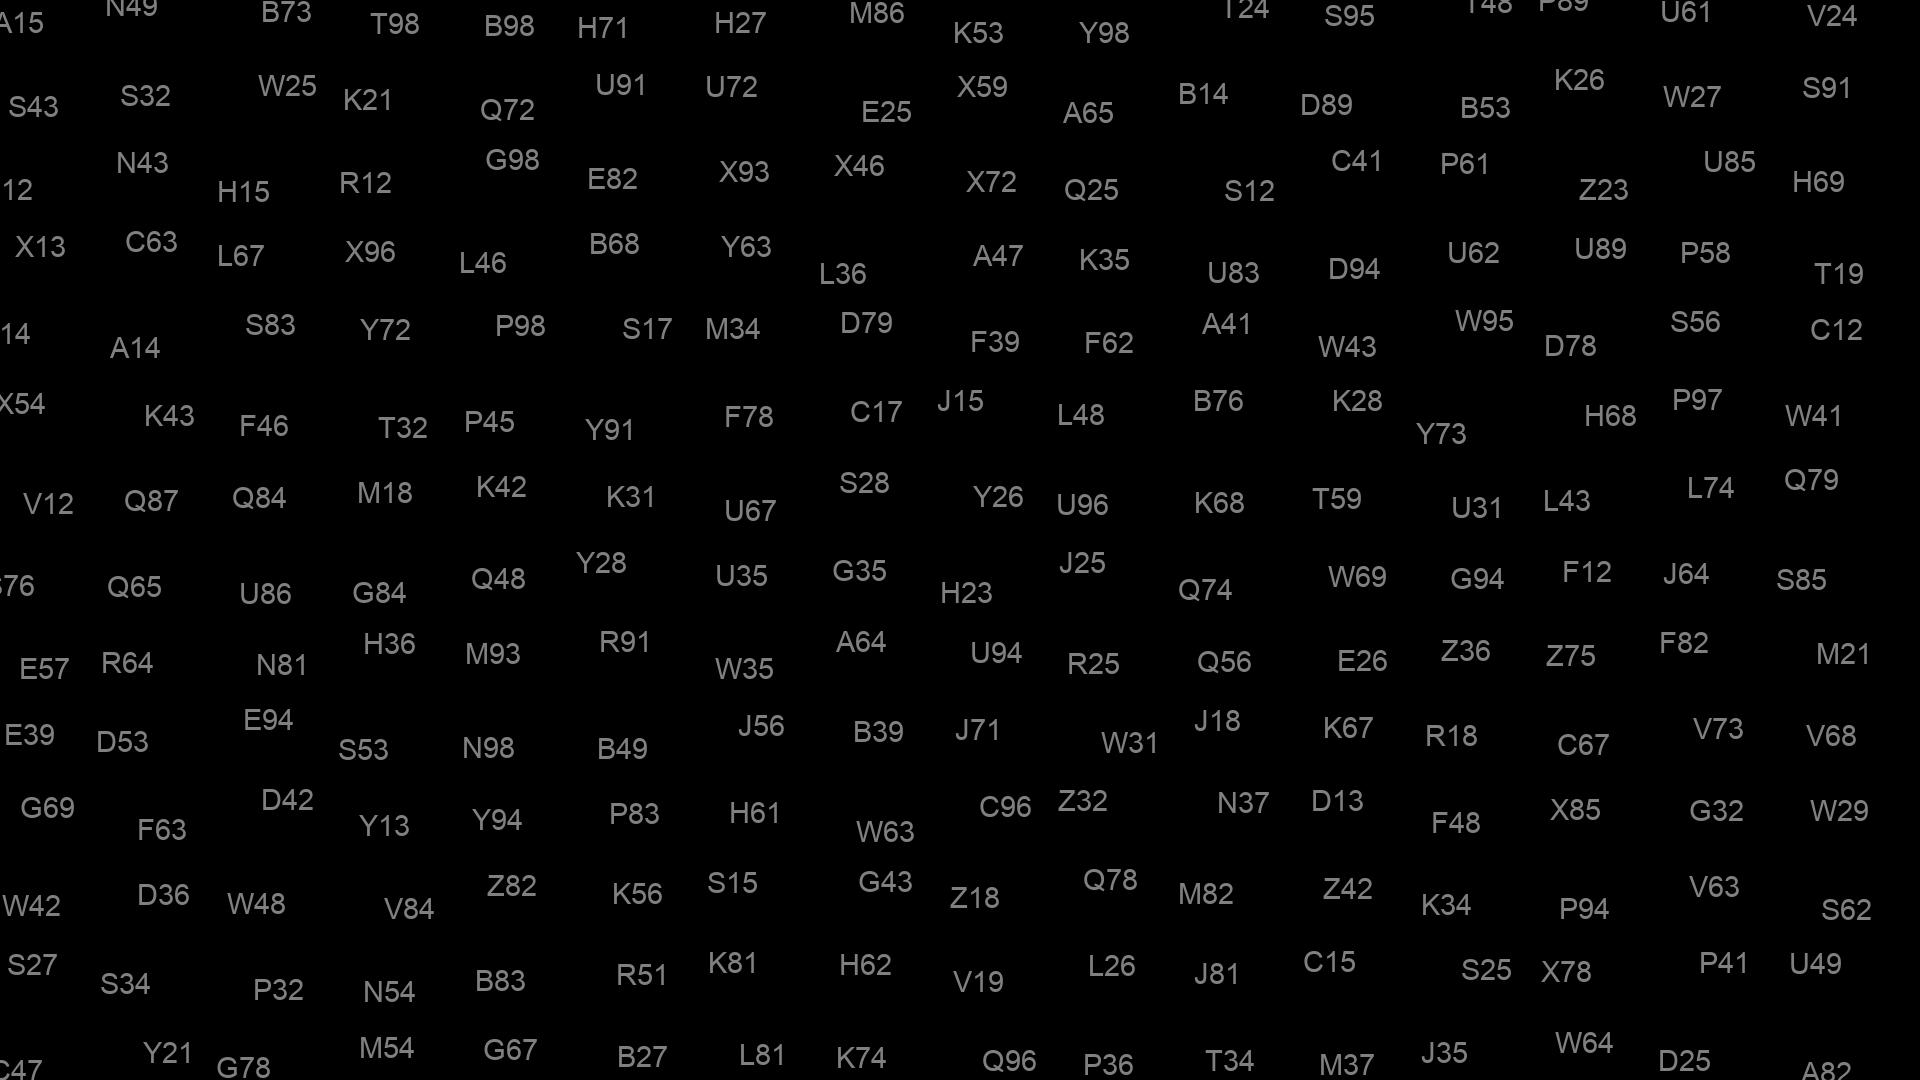 A15 N49 B73 T98 B98 H71 H27 M86 K53 Y98 T24 S95 T48 P89 U61 V24
S43 S32 W25 K21 Q72 U91 U72 E25 X59 A65 B14 D89 B53 K26 W27 S91
12 N43 H15 R12 G98 E82 X93 X46 X72 Q25 S12 C41 P61 Z23 U85 H69
X13 C63 L67 X96 L46 B68 Y63 L36 A47 K35 U83 D94 U62 U89 P58 T19
14 A14 S83 Y72 P98 S17 M34 D79 F39 F62 A41 W43 W95 D78 S56 C12
X54 K43 F46 T32 P45 Y91 F78 C17 J15 L48 B76 K28 Y73 H68 P97 W41
V12 Q87 Q84 M18 K42 K31 U67 S28 Y26 U96 K68 T59 U31 L43 L74 Q79
S76 Q65 U86 G84 Q48 Y28 U35 G35 H23 J25 Q74 W69 G94 F12 J64 S85
E57 R64 N81 H36 M93 R91 W35 A64 U94 R25 Q56 E26 Z36 Z75 F82 M21
E39 D53 E94 S53 N98 B49 J56 B39 J71 W31 J18 K67 R18 C67 V73 V68
G69 F63 D42 Y13 Y94 P83 H61 W63 C96 Z32 N37 D13 F48 X85 G32 W29
W42 D36 W48 V84 Z82 K56 S15 G43 Z18 Q78 M82 Z42 K34 P94 V63 S62
S27 S34 P32 N54 B83 R51 K81 H62 V19 L26 J81 C15 S25 X78 P41 U49
C47 Y21 G78 M54 G67 B27 L81 K74 Q96 P36 T34 M37 J35 W64 D25 A82